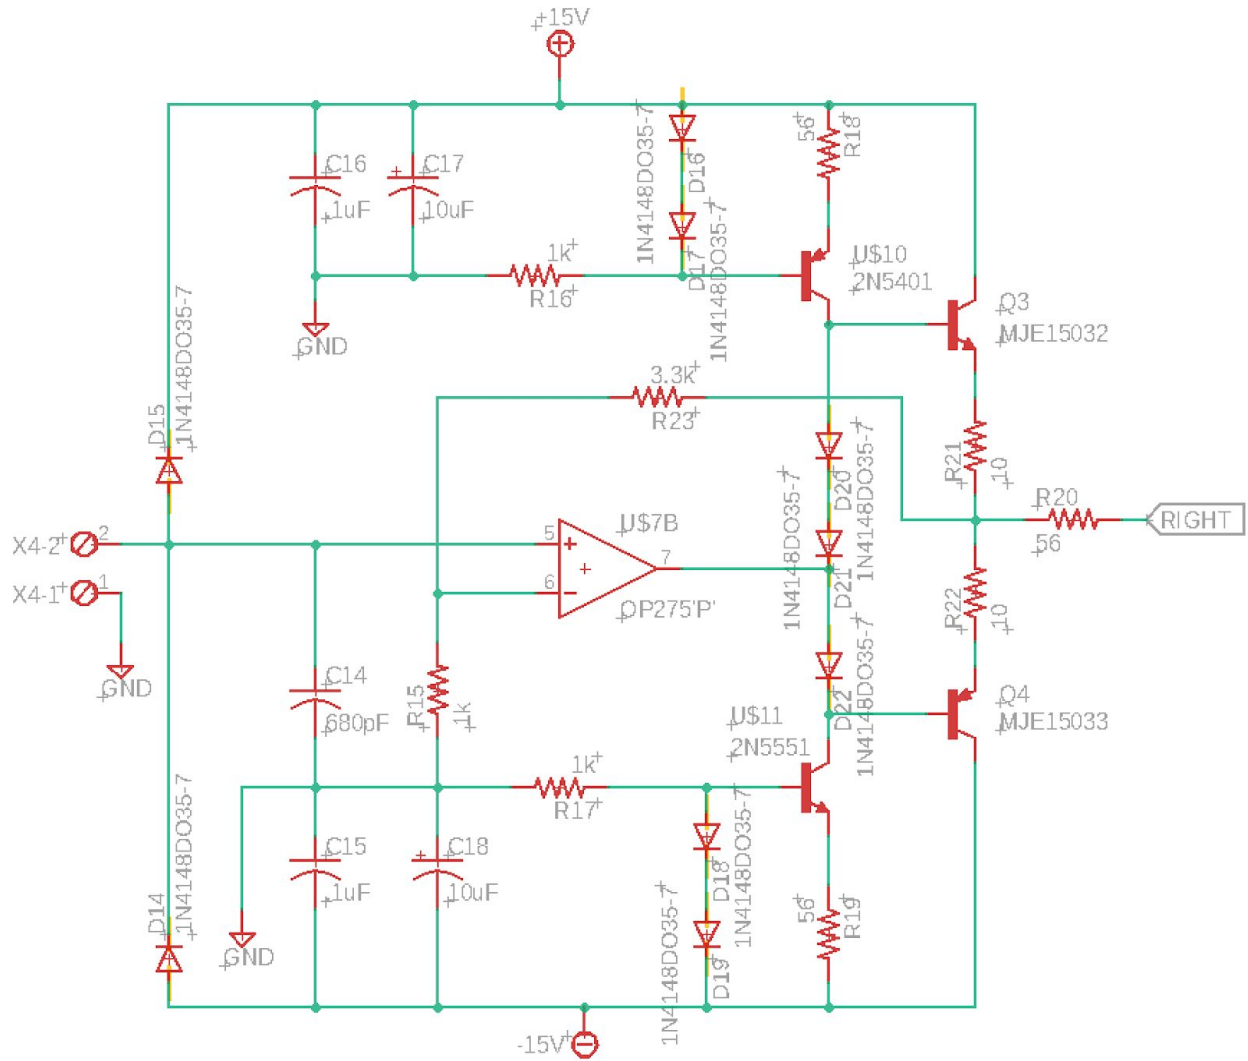 +15V
C16
.1uF
C17
10uF
1N4148DO35-7
D16
1N4148DO35-7
D17
56
R18
1k
R16
GND
U$10
2N5401
Q3
MJE15032
1N4148DO35-7
D15
3.3k
R23
1N4148DO35-7
D20
1N4148DO35-7
D21
R21
10
R20
56
RIGHT
X4-2
2
X4-1
1
GND
5
6
7
U$7B
OP275'P'
C14
680pF
R15
1k
1N4148DO35-7
D22
R22
10
Q4
MJE15033
U$11
2N5551
1k
R17
C15
.1uF
C18
10uF
1N4148DO35-7
D18
1N4148DO35-7
D19
56
R19
1N4148DO35-7
D14
GND
-15V